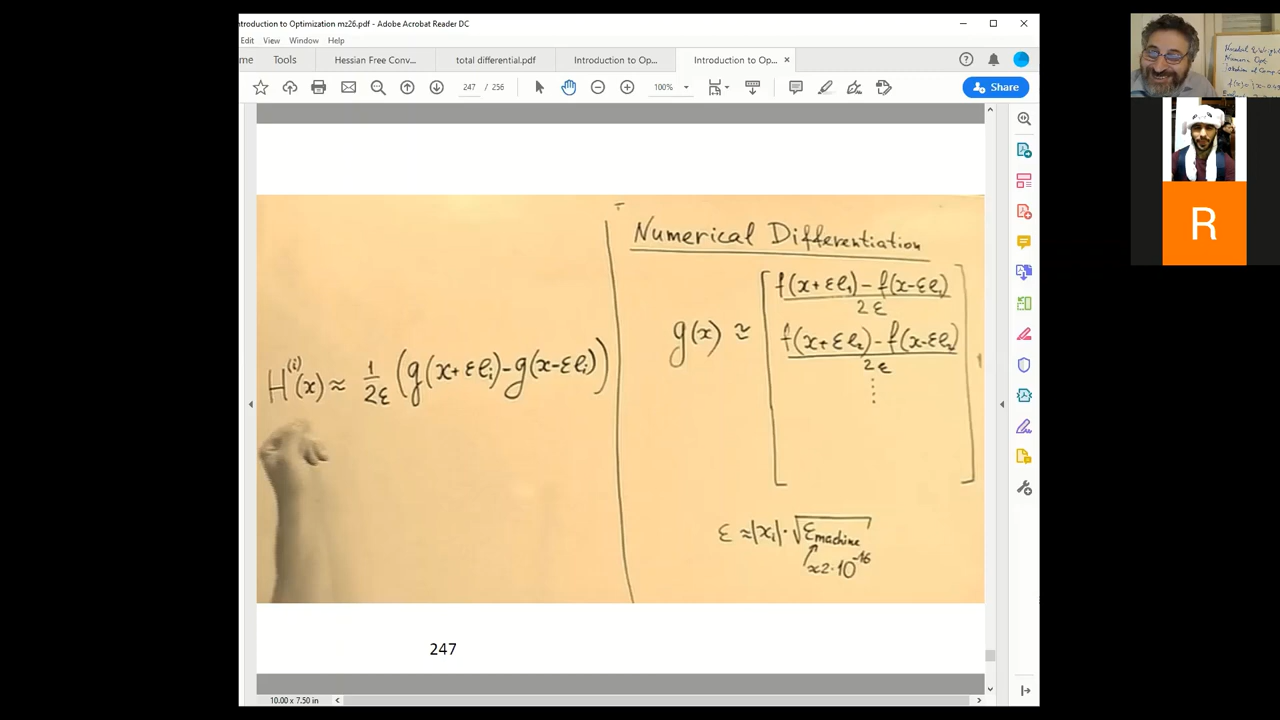 ntroduction to Optimization mz26.pdf - Adobe Acrobat Reader DC
Edit View Window Help
me Tools Hessian Free Conv... total differential.pdf Introduction to Op... Introduction to Op... ×
247 / 256 100% Share
Numerical Differentiation
g(x) ≈ [ f(x+εe₁)-f(x-εe₁) / 2ε
f(x+εe₂)-f(x-εe₂) / 2ε
⋮ ]
H⁽ⁱ⁾(x) ≈ 1/2ε (g(x+εeᵢ)-g(x-εeᵢ))
ε ≈ |xᵢ|·√εmachine
≈2·10⁻¹⁶
247
10.00 x 7.50 in
R